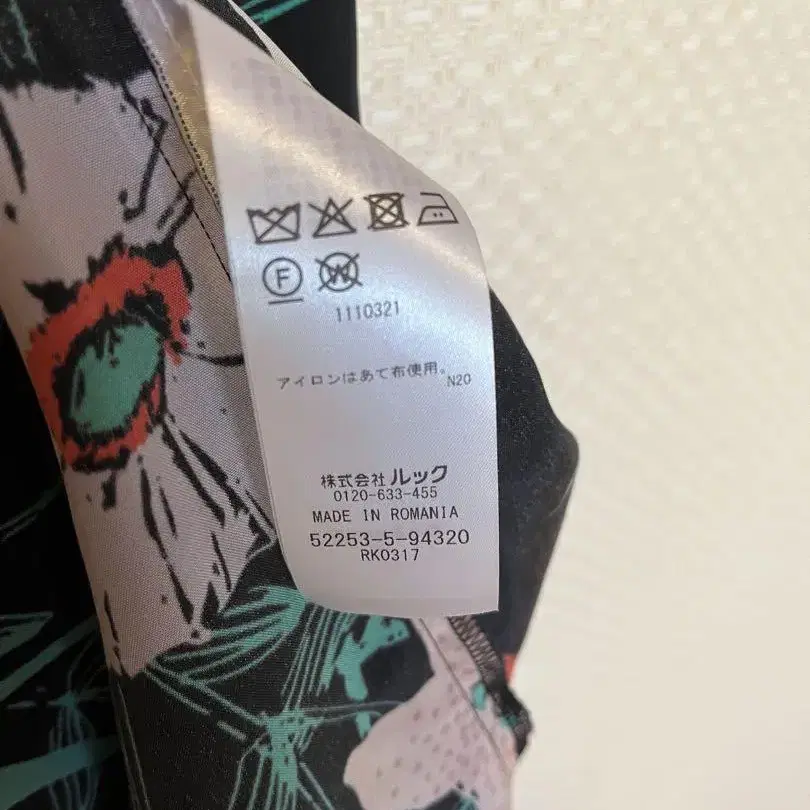 F W
1110321
アイロンはあて布使用。
N20
株式会社ルック
0120-633-455
MADE IN ROMANIA
52253-5-94320
RK0317